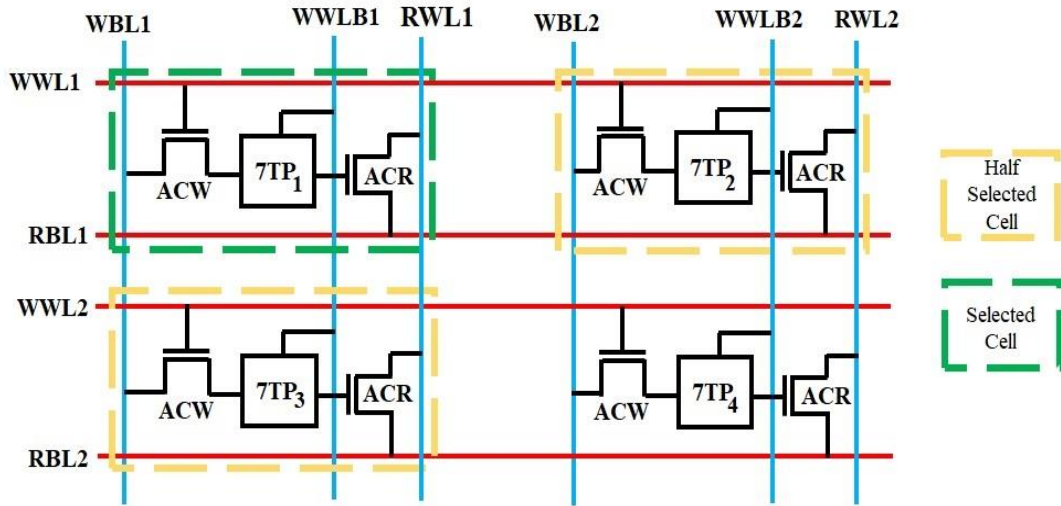 WBL1 WWLB1 RWL1 WBL2 WWLB2 RWL2
WWL1
7TP1 ACW ACR
7TP2 ACW ACR
RBL1
WWL2
7TP3 ACW ACR
7TP4 ACW ACR
RBL2
Half
Selected
Cell
Selected
Cell